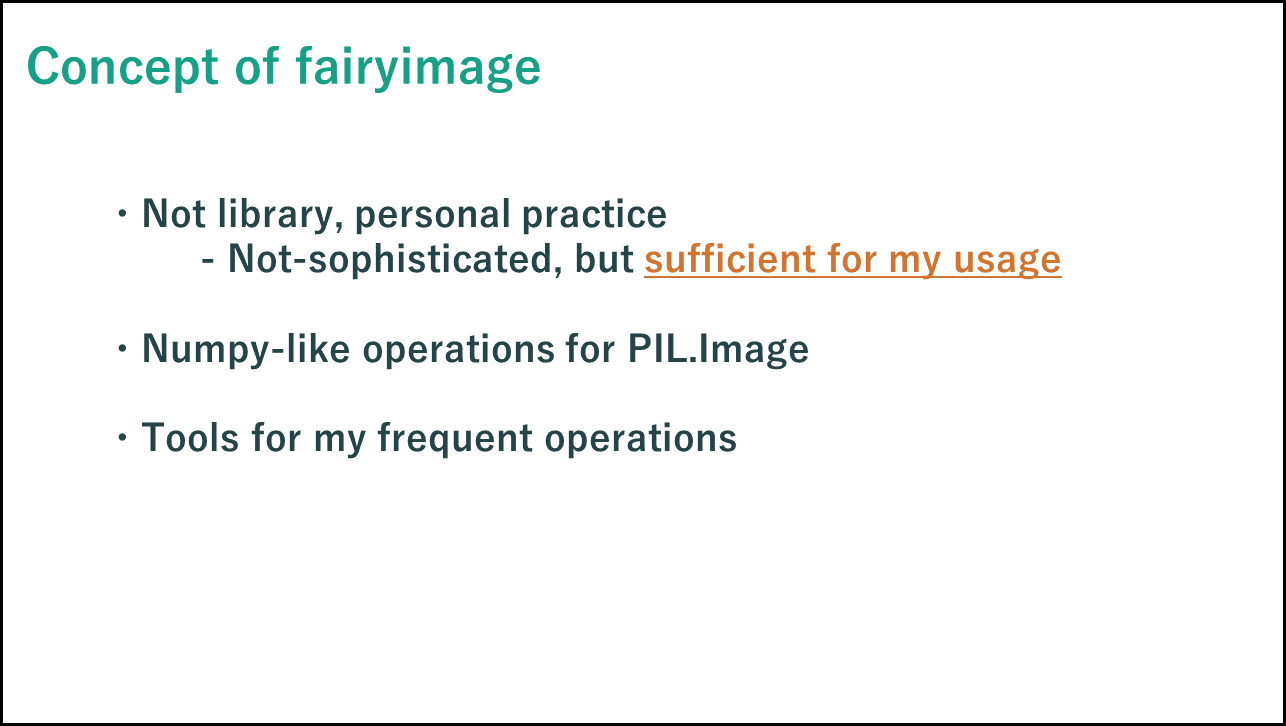 Concept of fairyimage
・Not library, personal practice
- Not-sophisticated, but sufficient for my usage
・Numpy-like operations for PIL.Image
・Tools for my frequent operations